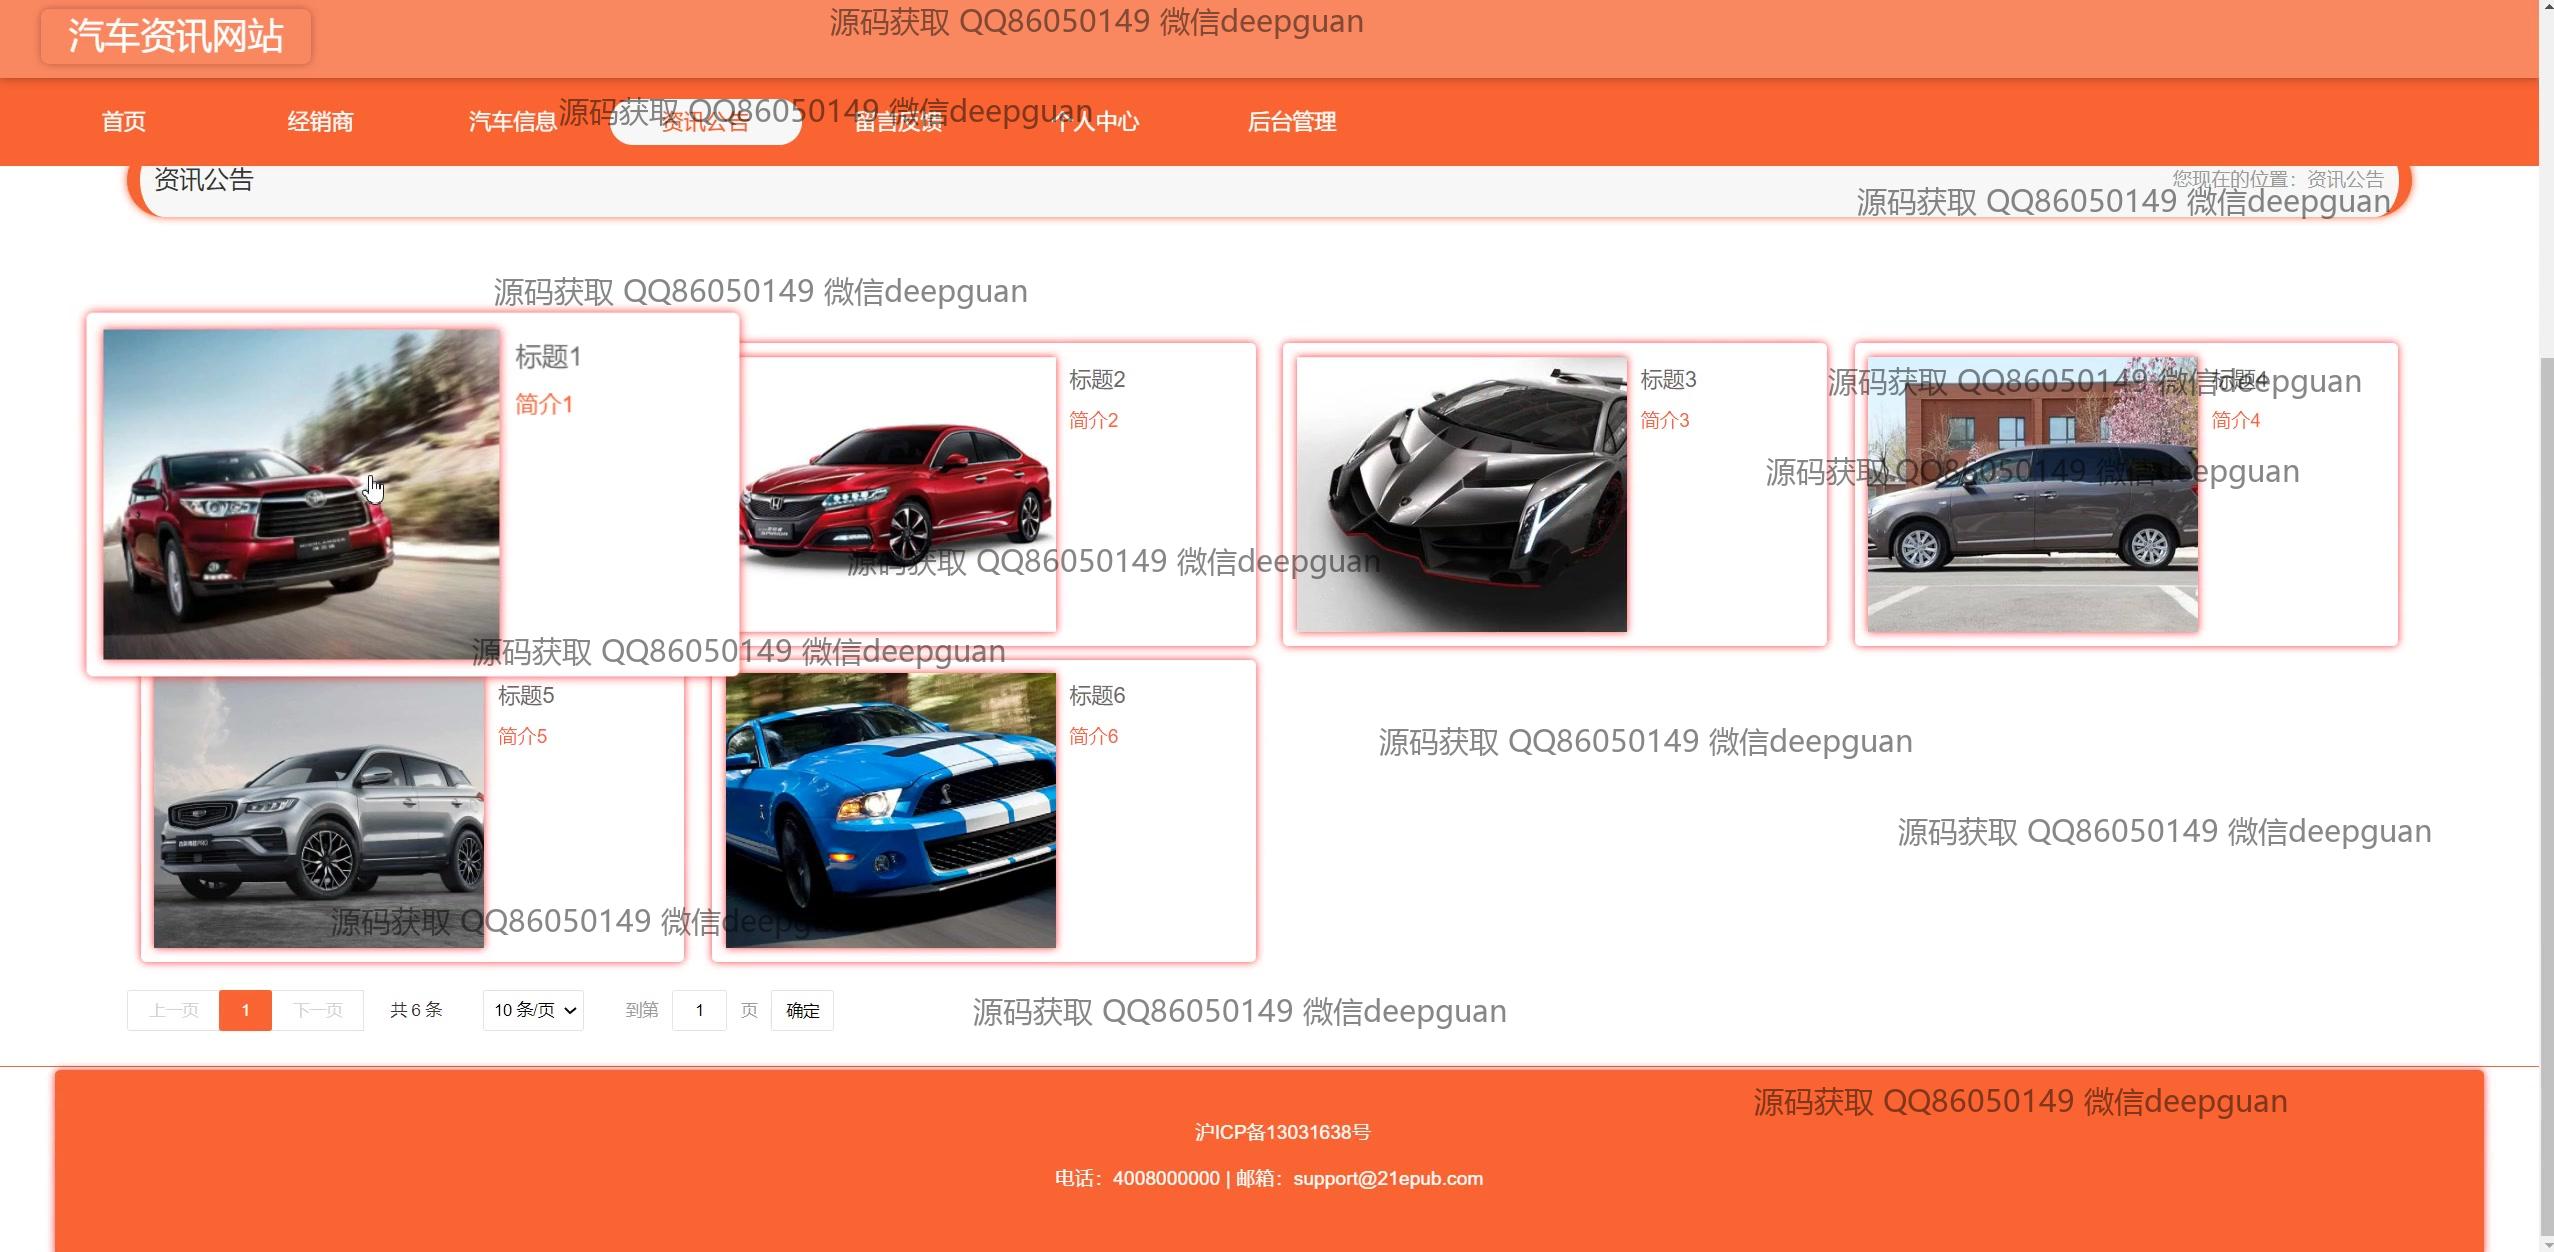 汽车资讯网站
源码获取 QQ86050149 微信deepguan
首页 经销商 汽车信息 资讯公告 留言反馈 个人中心 后台管理
源码获取 QQ86050149 微信deepguan
资讯公告
您现在的位置：资讯公告
源码获取 QQ86050149 微信deepguan
源码获取 QQ86050149 微信deepguan
标题1
简介1
标题2
简介2
标题3
简介3
标题4
简介4
源码获取 QQ86050149 微信deepguan
源码获取 QQ86050149 微信deepguan
HIGHLANDER
源码获取 QQ86050149 微信deepguan
源码获取 QQ86050149 微信deepguan
标题5
简介5
标题6
简介6
源码获取 QQ86050149 微信deepguan
源码获取 QQ86050149 微信deepguan
源码获取 QQ86050149 微信deepguan
上一页 1 下一页 共 6 条 10 条/页 到第 1 页 确定
源码获取 QQ86050149 微信deepguan
源码获取 QQ86050149 微信deepguan
沪ICP备13031638号
电话：4008000000 | 邮箱：support@21epub.com